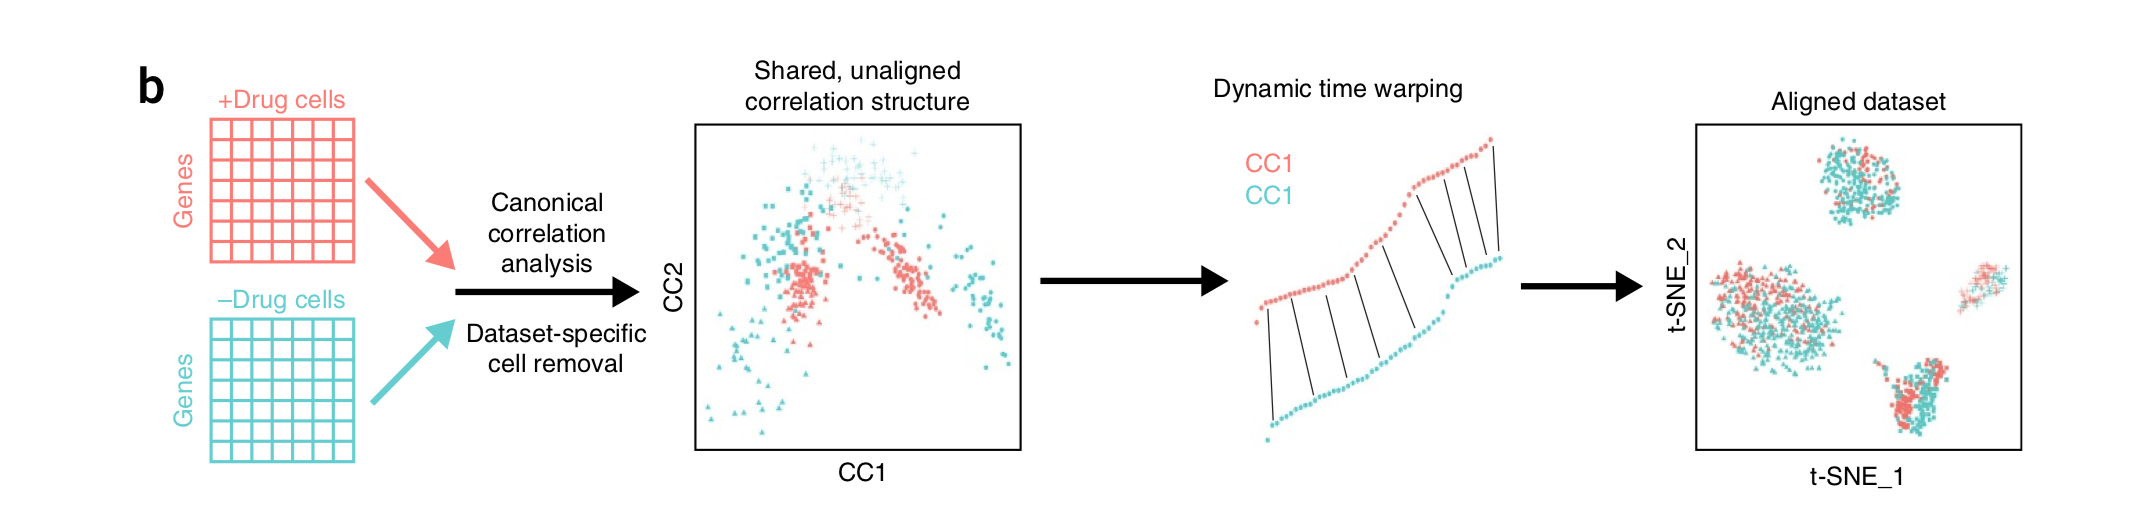 b
+Drug cells
Genes
–Drug cells
Genes
Canonical
correlation
analysis
Dataset-specific
cell removal
Shared, unaligned
correlation structure
CC2
CC1
Dynamic time warping
CC1
CC1
Aligned dataset
t-SNE_2
t-SNE_1